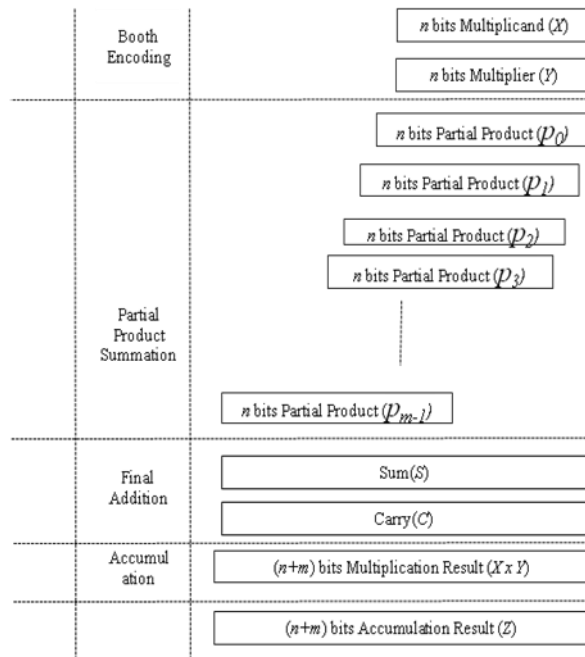 Booth
Encoding
n bits Multiplicand (X)
n bits Multiplier (Y)
n bits Partial Product (p0)
n bits Partial Product (p1)
n bits Partial Product (p2)
n bits Partial Product (p3)
Partial
Product
Summation
n bits Partial Product (pm-1)
Final
Addition
Sum(S)
Carry(C)
Accumul
ation
(n+m) bits Multiplication Result (X x Y)
(n+m) bits Accumulation Result (Z)